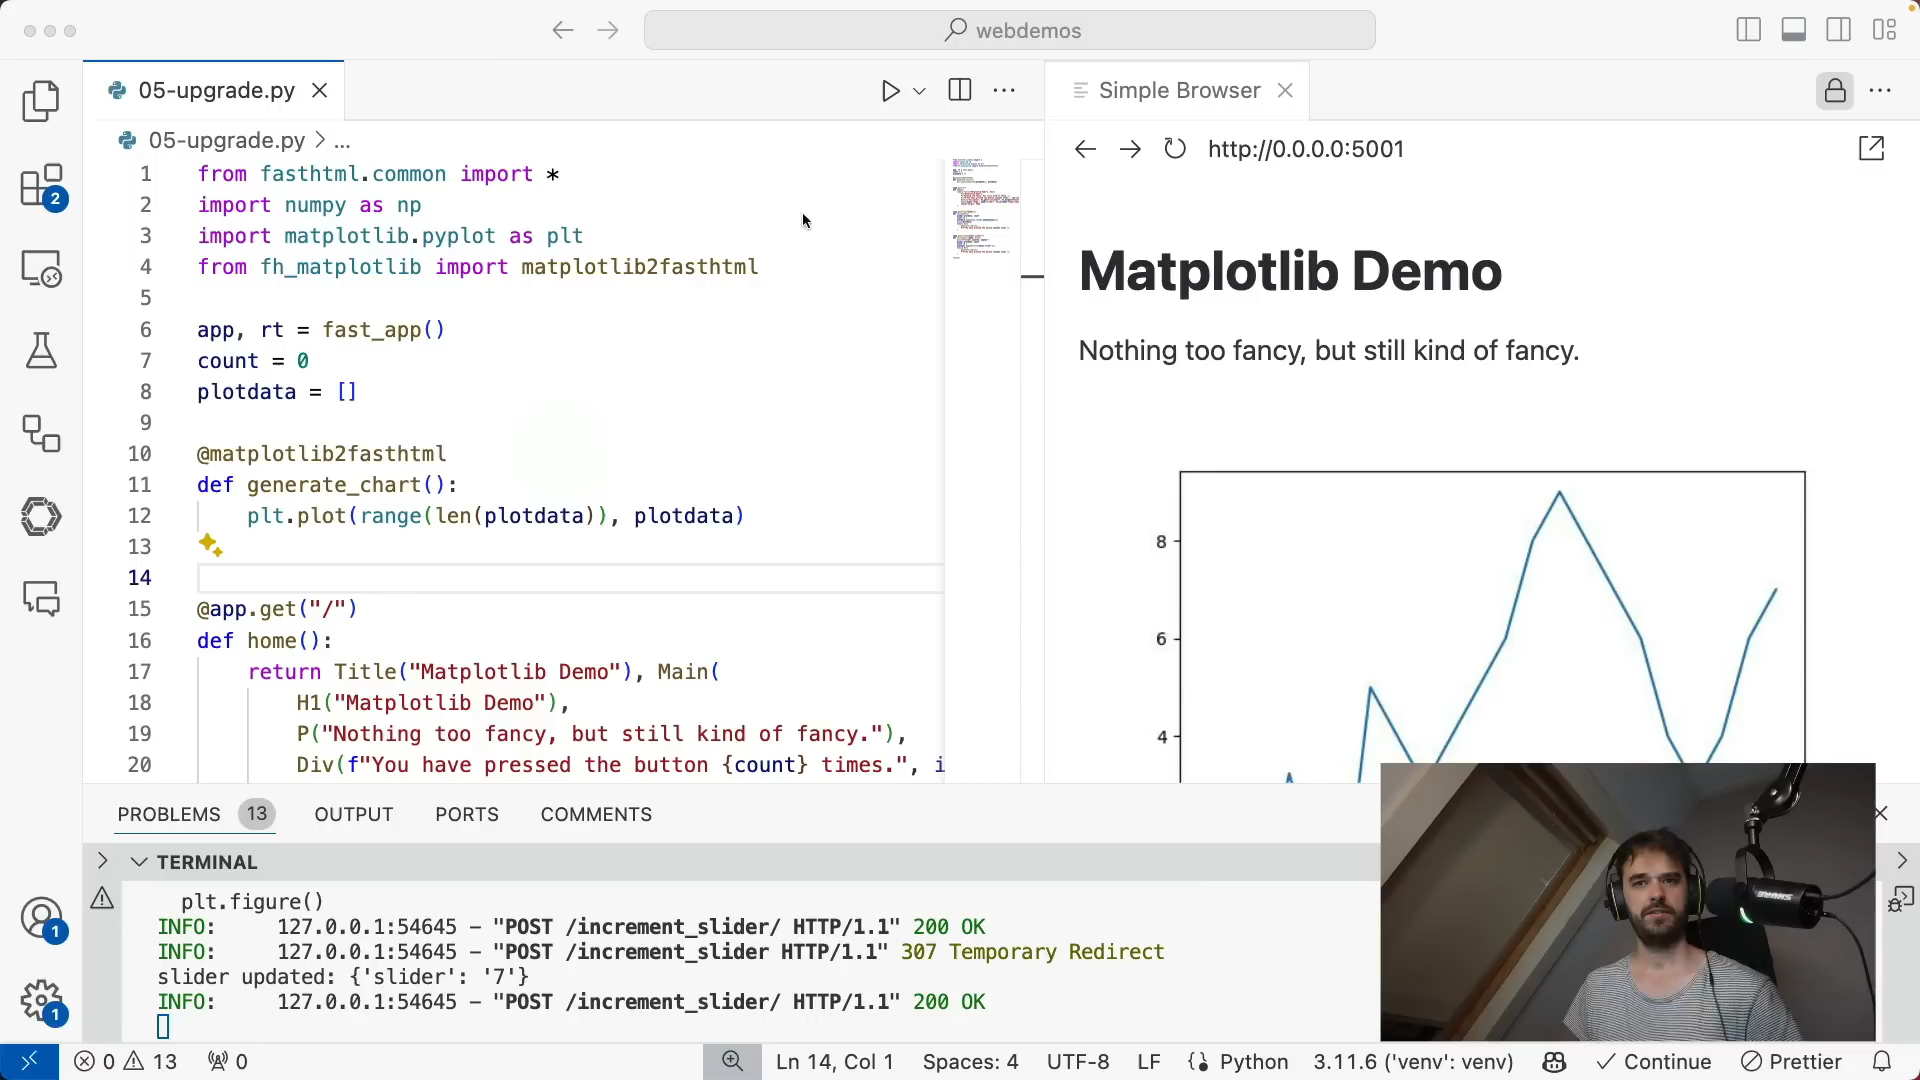 webdemos
05-upgrade.py
Simple Browser
05-upgrade.py > ...
http://0.0.0.0:5001
1 from fasthtml.common import *
2 import numpy as np
3 import matplotlib.pyplot as plt
4 from fh_matplotlib import matplotlib2fasthtml
5
6 app, rt = fast_app()
7 count = 0
8 plotdata = []
9
10 @matplotlib2fasthtml
11 def generate_chart():
12 plt.plot(range(len(plotdata)), plotdata)
13
14
15 @app.get("/")
16 def home():
17 return Title("Matplotlib Demo"), Main(
18 H1("Matplotlib Demo"),
19 P("Nothing too fancy, but still kind of fancy."),
20 Div(f"You have pressed the button {count} times.", i
Matplotlib Demo
Nothing too fancy, but still kind of fancy.
8
6
4
2
1
1
PROBLEMS 13 OUTPUT PORTS COMMENTS
TERMINAL
plt.figure()
INFO: 127.0.0.1:54645 - "POST /increment_slider/ HTTP/1.1" 200 OK
INFO: 127.0.0.1:54645 - "POST /increment_slider HTTP/1.1" 307 Temporary Redirect
slider updated: {'slider': '7'}
INFO: 127.0.0.1:54645 - "POST /increment_slider/ HTTP/1.1" 200 OK
SHURE
0 13 0 Ln 14, Col 1 Spaces: 4 UTF-8 LF Python 3.11.6 ('venv': venv) Continue Prettier